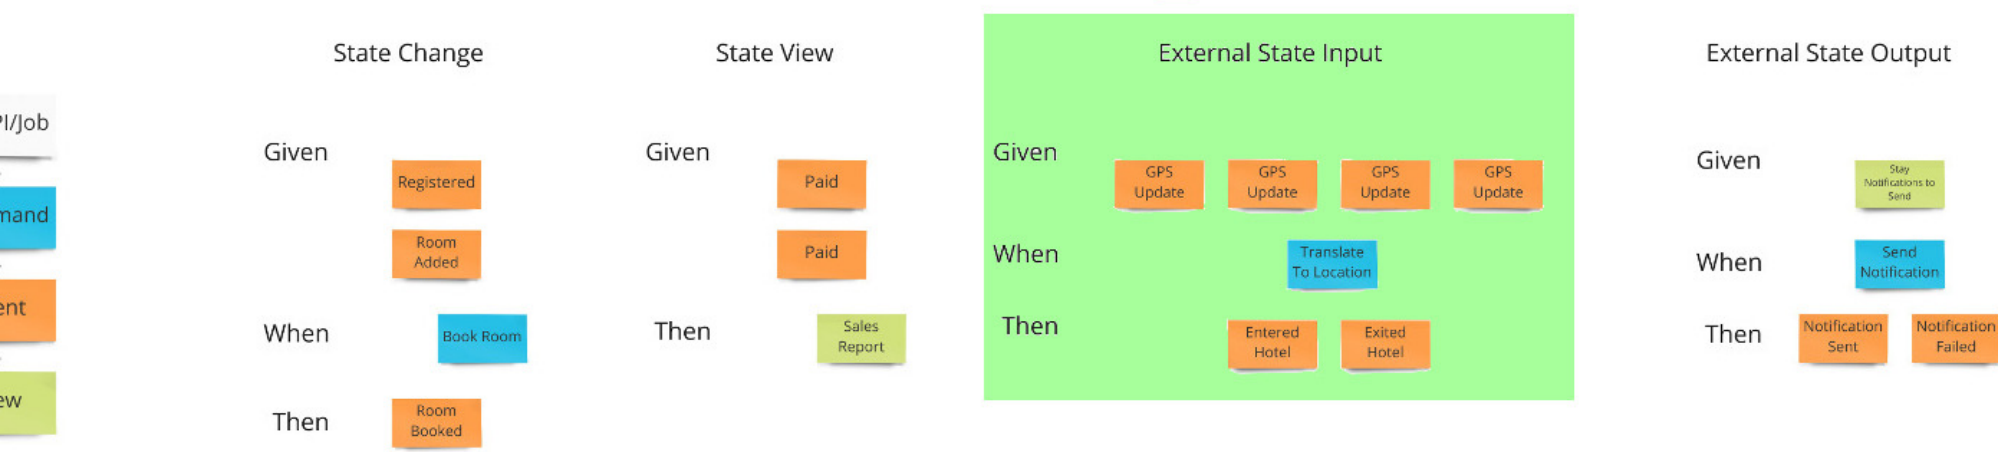 PI/Job
mand
ent
ew
State Change
Given
Registered
Room
Added
When
Book Room
Then
Room
Booked
State View
Given
Paid
Paid
Then
Sales
Report
External State Input
Given
GPS
Update
GPS
Update
GPS
Update
GPS
Update
When
Translate
To Location
Then
Entered
Hotel
Exited
Hotel
External State Output
Given
Stay
Notifications to
Send
When
Send
Notification
Then
Notification
Sent
Notification
Failed